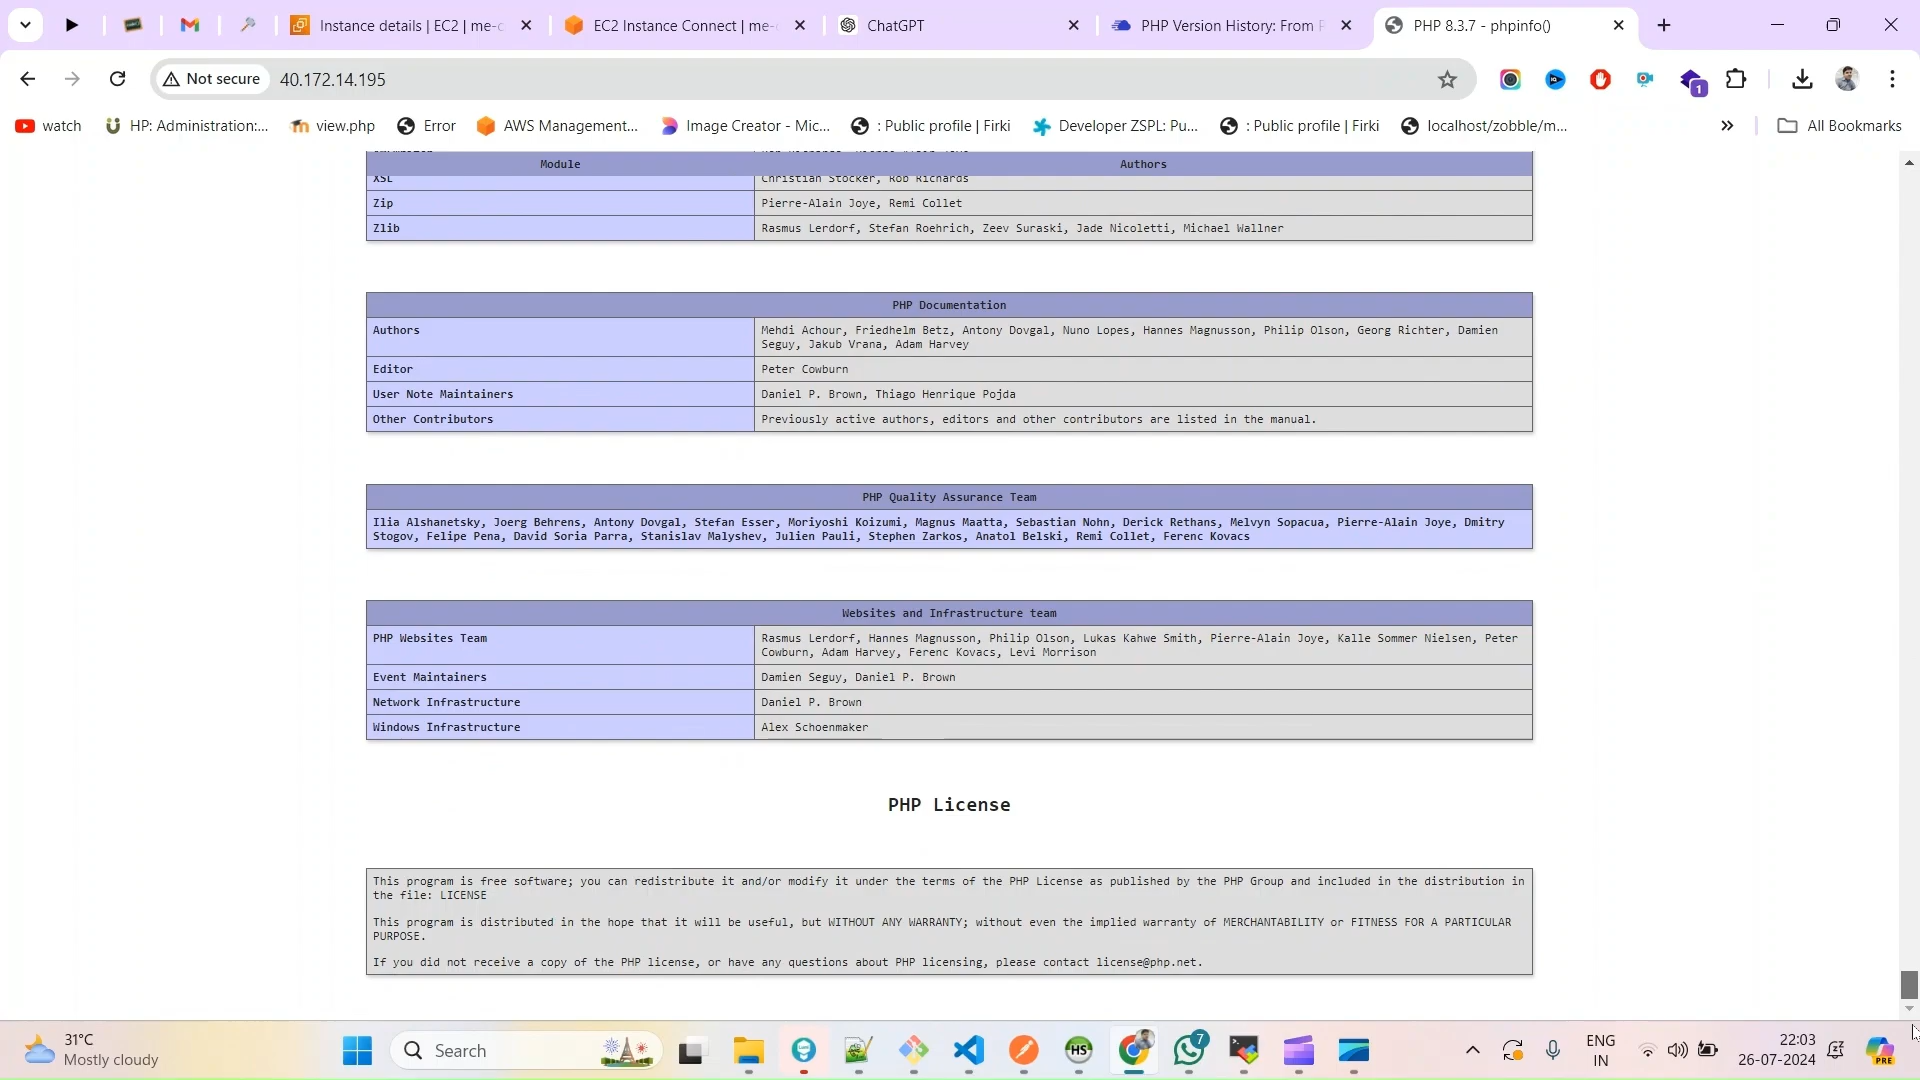 Instance details | EC2 | me-c
EC2 Instance Connect | me-
ChatGPT
PHP Version History: From P
PHP 8.3.7 - phpinfo()
Not secure
40.172.14.195
1
watch
HP: Administration:...
view.php
Error
AWS Management...
Image Creator - Mic...
: Public profile | Firki
Developer ZSPL: Pu...
: Public profile | Firki
localhost/zobble/m...
All Bookmarks
Module Authors
XSL Christian Stocker, Rob Richards
Zip Pierre-Alain Joye, Remi Collet
Zlib Rasmus Lerdorf, Stefan Roehrich, Zeev Suraski, Jade Nicoletti, Michael Wallner
PHP Documentation
Authors Mehdi Achour, Friedhelm Betz, Antony Dovgal, Nuno Lopes, Hannes Magnusson, Philip Olson, Georg Richter, Damien
Seguy, Jakub Vrana, Adam Harvey
Editor Peter Cowburn
User Note Maintainers Daniel P. Brown, Thiago Henrique Pojda
Other Contributors Previously active authors, editors and other contributors are listed in the manual.
PHP Quality Assurance Team
Ilia Alshanetsky, Joerg Behrens, Antony Dovgal, Stefan Esser, Moriyoshi Koizumi, Magnus Maatta, Sebastian Nohn, Derick Rethans, Melvyn Sopacua, Pierre-Alain Joye, Dmitry
Stogov, Felipe Pena, David Soria Parra, Stanislav Malyshev, Julien Pauli, Stephen Zarkos, Anatol Belski, Remi Collet, Ferenc Kovacs
Websites and Infrastructure team
PHP Websites Team Rasmus Lerdorf, Hannes Magnusson, Philip Olson, Lukas Kahwe Smith, Pierre-Alain Joye, Kalle Sommer Nielsen, Peter
Cowburn, Adam Harvey, Ferenc Kovacs, Levi Morrison
Event Maintainers Damien Seguy, Daniel P. Brown
Network Infrastructure Daniel P. Brown
Windows Infrastructure Alex Schoenmaker
PHP License
This program is free software; you can redistribute it and/or modify it under the terms of the PHP License as published by the PHP Group and included in the distribution in
the file: LICENSE
This program is distributed in the hope that it will be useful, but WITHOUT ANY WARRANTY; without even the implied warranty of MERCHANTABILITY or FITNESS FOR A PARTICULAR
PURPOSE.
If you did not receive a copy of the PHP license, or have any questions about PHP licensing, please contact license@php.net.
31°C
Mostly cloudy
Search
HS
7
ENG
IN
22:03
26-07-2024
PRE